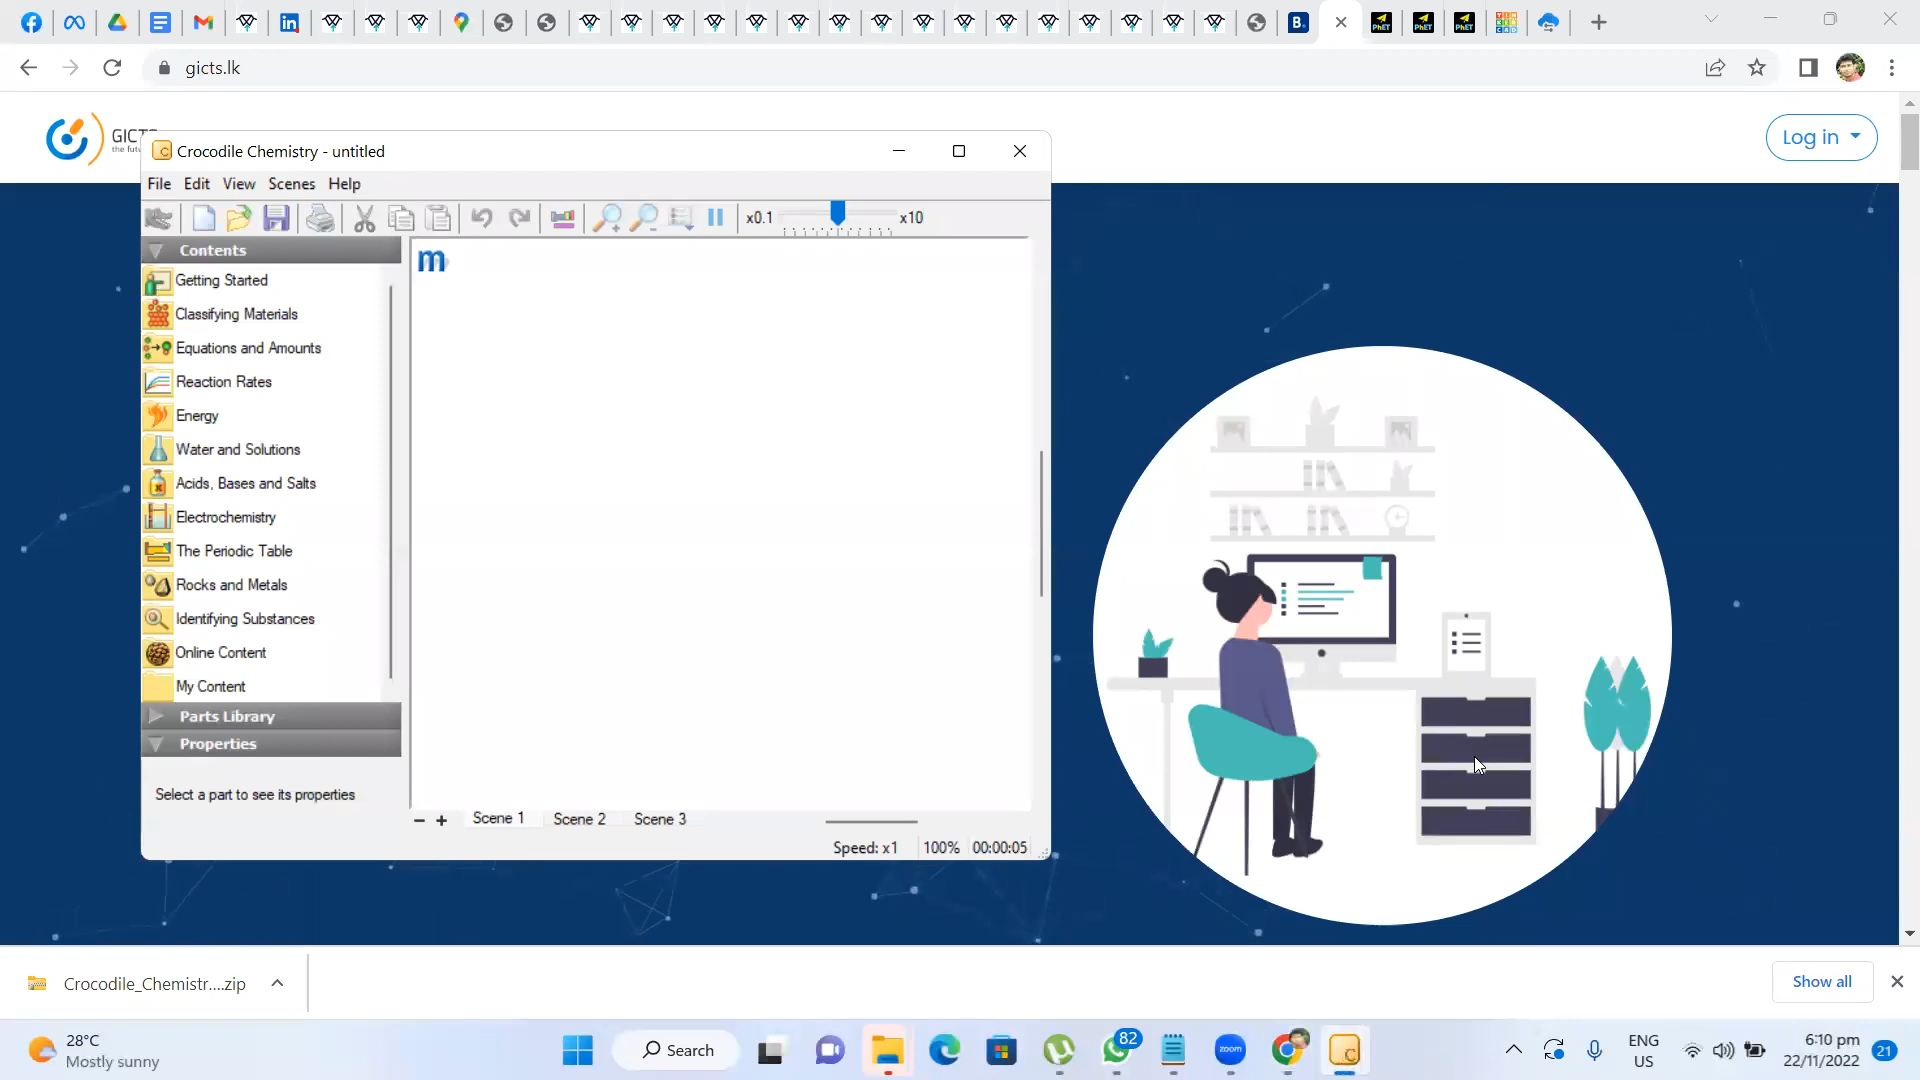 gicts.lk
GICTS
Log in
Crocodile Chemistry - untitled
File Edit View Scenes Help
x0.1 x10
Contents
Getting Started
Classifying Materials
Equations and Amounts
Reaction Rates
Energy
Water and Solutions
Acids, Bases and Salts
Electrochemistry
The Periodic Table
Rocks and Metals
Identifying Substances
Online Content
My Content
Parts Library
Properties
Select a part to see its properties
m
− + Scene 1 Scene 2 Scene 3
Speed: x1 100% 00:00:05
Crocodile_Chemistr....zip
Show all
28°C
Mostly sunny
Search
82
zoom
ENG
US
6:10 pm
22/11/2022
21